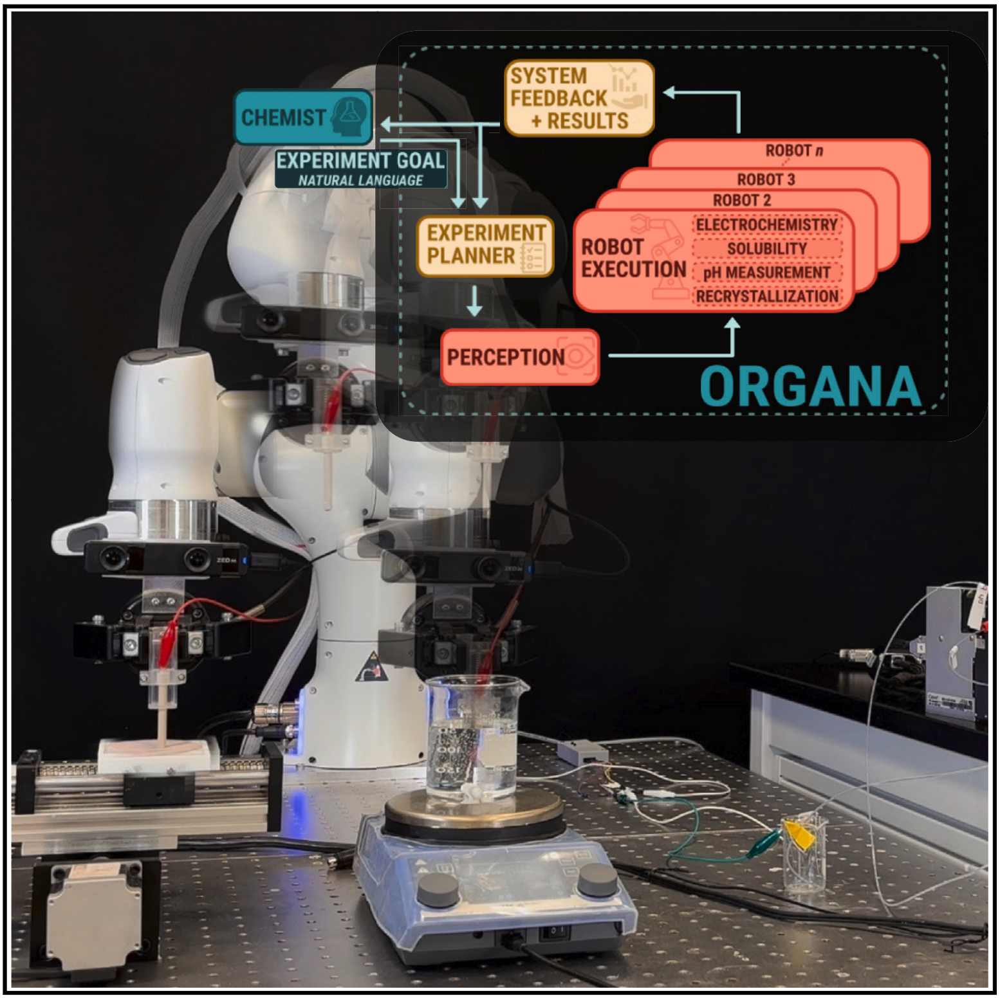 SYSTEM
FEEDBACK
+ RESULTS
CHEMIST
EXPERIMENT GOAL
NATURAL LANGUAGE
ROBOT n
ROBOT 3
ROBOT 2
EXPERIMENT
PLANNER
ROBOT
EXECUTION
ELECTROCHEMISTRY
SOLUBILITY
pH MEASUREMENT
RECRYSTALLIZATION
PERCEPTION
ORGANA
ZED M
ZED M